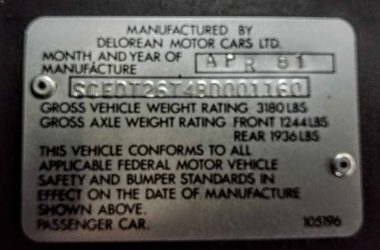 MANUFACTURED BY
DELOREAN MOTOR CARS LTD.
MONTH AND YEAR OF
MANUFACTURE APR 81
SCEDT26T4BD001160
GROSS VEHICLE WEIGHT RATING 3180 LBS
GROSS AXLE WEIGHT RATING FRONT 1244 LBS
REAR 1936 LBS
THIS VEHICLE CONFORMS TO ALL
APPLICABLE FEDERAL MOTOR VEHICLE
SAFETY AND BUMPER STANDARDS IN
EFFECT ON THE DATE OF MANUFACTURE
SHOWN ABOVE.
PASSENGER CAR. 105196